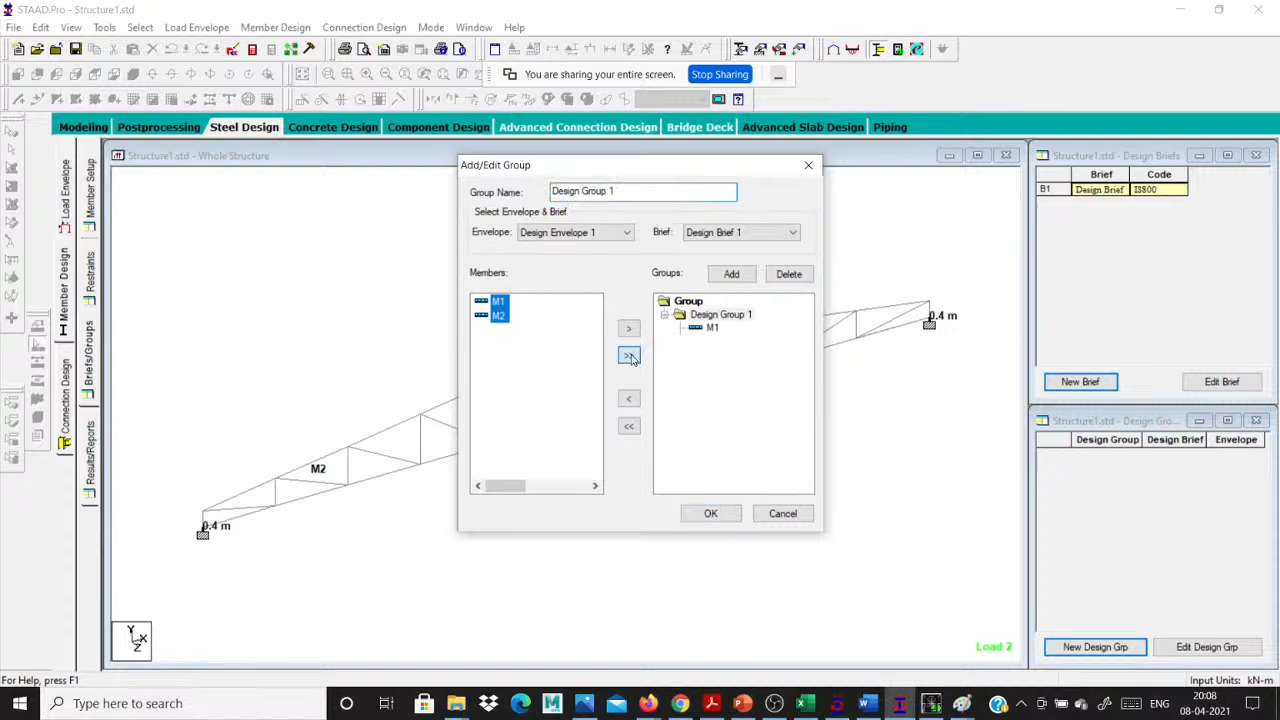 STAAD.Pro - Structure1.std
File Edit View Tools Select Load Envelope Member Design Connection Design Mode Window Help
You are sharing your entire screen. Stop Sharing
Modeling Postprocessing Steel Design Concrete Design Component Design Advanced Connection Design Bridge Deck Advanced Slab Design Piping
Load Envelope
Member Design
Connection Design
Member Setup
Restraints
Briefs/Groups
Results/Reports
Structure1.std - Whole Structure
M2
0.4 m
0.4 m
Y
X
Z
Load 2
Add/Edit Group
Group Name: Design Group 1
Select Envelope & Brief
Envelope: Design Envelope 1 Brief: Design Brief 1
Members: Groups: Add Delete
M1
M2
>
>>
<
<<
Group
Design Group 1
M1
OK Cancel
Structure1.std - Design Briefs
Brief Code
B1 Design Brief IS800
New Brief Edit Brief
Structure1.std - Design Gro...
Design Group Design Brief Envelope
New Design Grp Edit Design Grp
For Help, press F1
Input Units: kN-m
Type here to search
ENG
20:08
08-04-2021